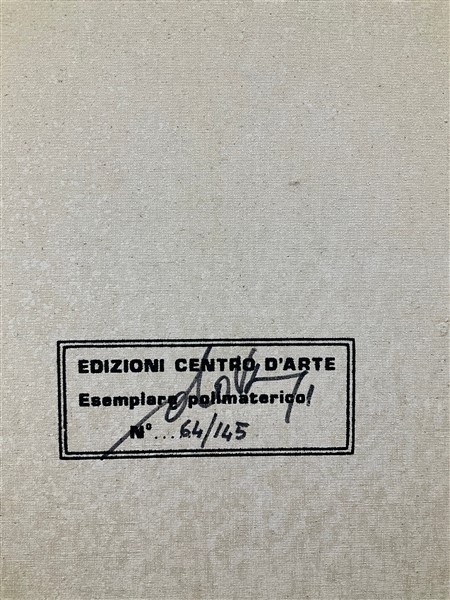 EDIZIONI CENTRO D'ARTE
Esemplare polimaterico
N° ... 64/145